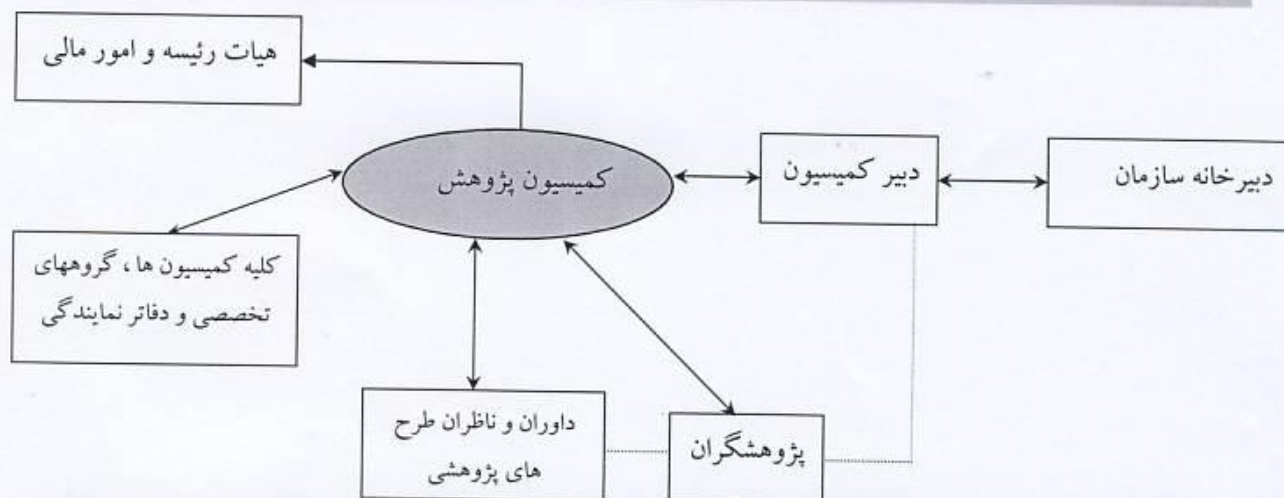 هیات رئیسه و امور مالی
کمیسیون پژوهش
دبیر کمیسیون
دبیرخانه سازمان
کلیه کمیسیون ها ، گروههای
تخصصی و دفاتر نمایندگی
داوران و ناظران طرح
های پژوهشی
پژوهشگران